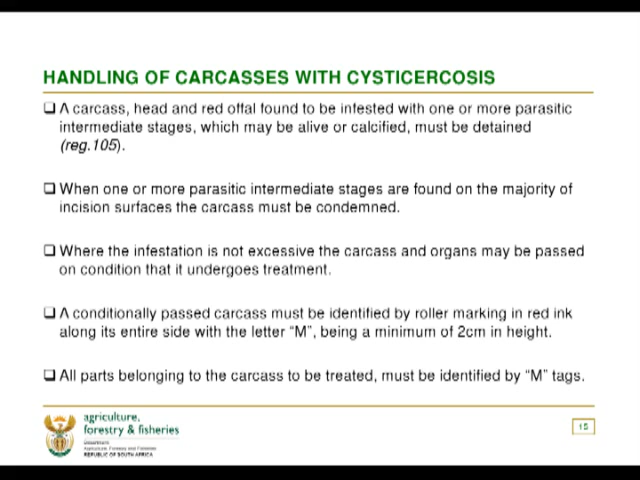 HANDLING OF CARCASSES WITH CYSTICERCOSIS
❑ A carcass, head and red offal found to be infested with one or more parasitic
intermediate stages, which may be alive or calcified, must be detained
(reg.105).
❑ When one or more parasitic intermediate stages are found on the majority of
incision surfaces the carcass must be condemned.
❑ Where the infestation is not excessive the carcass and organs may be passed
on condition that it undergoes treatment.
❑ A conditionally passed carcass must be identified by roller marking in red ink
along its entire side with the letter “M”, being a minimum of 2cm in height.
❑ All parts belonging to the carcass to be treated, must be identified by “M” tags.
agriculture,
forestry & fisheries
Department:
Agriculture, Forestry and Fisheries
REPUBLIC OF SOUTH AFRICA
15